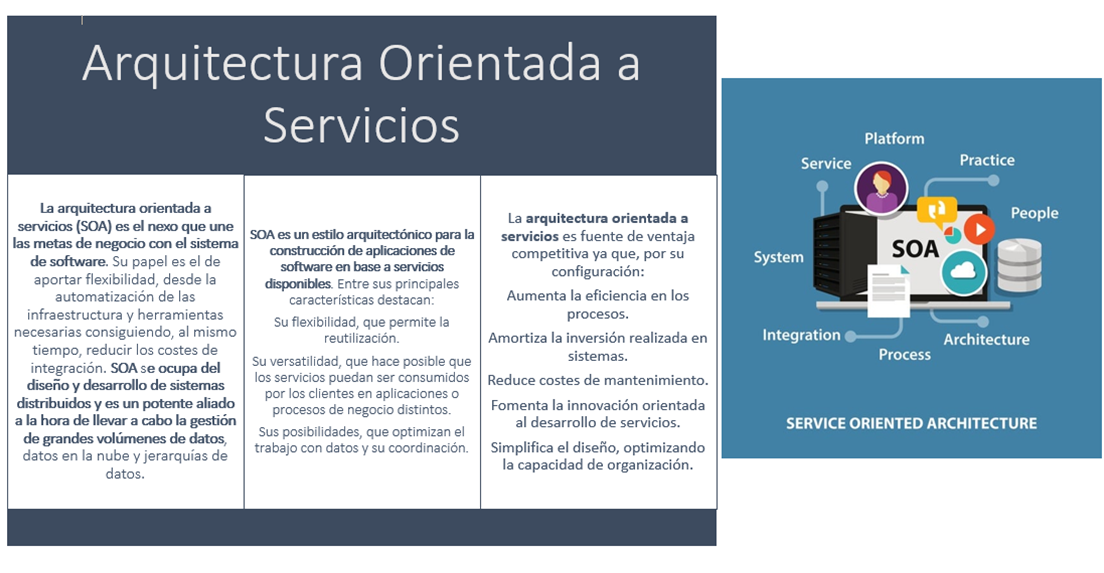 Arquitectura Orientada a
Servicios
La arquitectura orientada a
servicios (SOA) es el nexo que une
las metas de negocio con el sistema
de software. Su papel es el de
aportar flexibilidad, desde la
automatización de las
infraestructura y herramientas
necesarias consiguiendo, al mismo
tiempo, reducir los costes de
integración. SOA se ocupa del
diseño y desarrollo de sistemas
distribuidos y es un potente aliado
a la hora de llevar a cabo la gestión
de grandes volúmenes de datos,
datos en la nube y jerarquías de
datos.
SOA es un estilo arquitectónico para la
construcción de aplicaciones de
software en base a servicios
disponibles. Entre sus principales
características destacan:
Su flexibilidad, que permite la
reutilización.
Su versatilidad, que hace posible que
los servicios puedan ser consumidos
por los clientes en aplicaciones o
procesos de negocio distintos.
Sus posibilidades, que optimizan el
trabajo con datos y su coordinación.
La arquitectura orientada a
servicios es fuente de ventaja
competitiva ya que, por su
configuración:
Aumenta la eficiencia en los
procesos.
Amortiza la inversión realizada en
sistemas.
Reduce costes de mantenimiento.
Fomenta la innovación orientada
al desarrollo de servicios.
Simplifica el diseño, optimizando
la capacidad de organización.
Platform
Service
Practice
People
SOA
System
Integration
Architecture
Process
SERVICE ORIENTED ARCHITECTURE